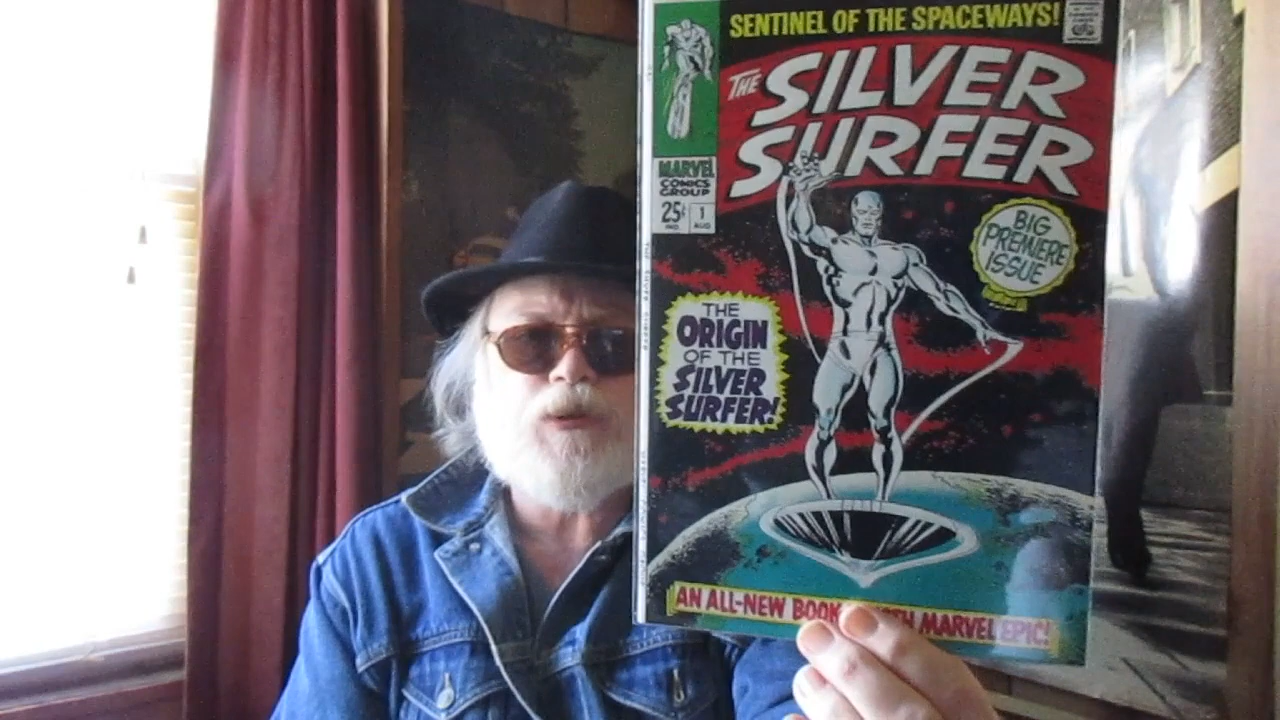 SENTINEL OF THE SPACEWAYS!
THE SILVER
SURFER
MARVEL
COMICS
GROUP
25¢
IND.
1
AUG
BIG
PREMIERE
ISSUE
THE
ORIGIN
OF THE
SILVER
SURFER!
AN ALL-NEW BOOK MARVEL EPIC!